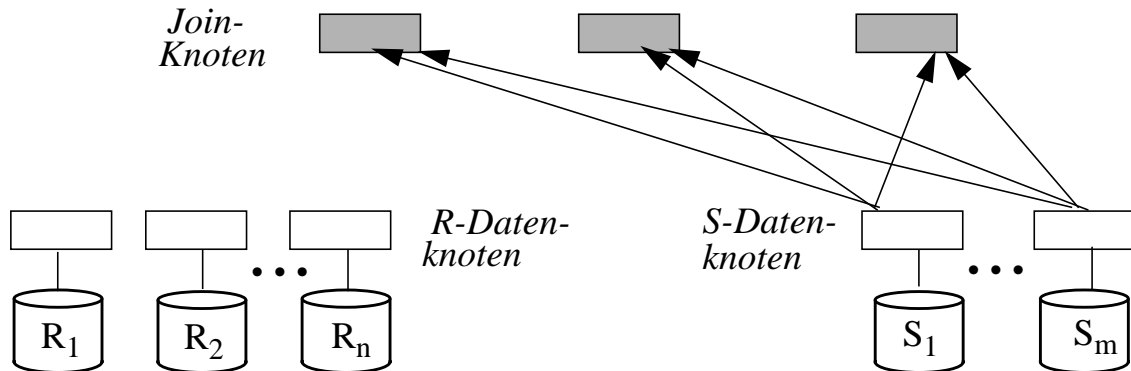 Join-
Knoten
R-Daten-
knoten
S-Daten-
knoten
R1
R2
Rn
S1
Sm